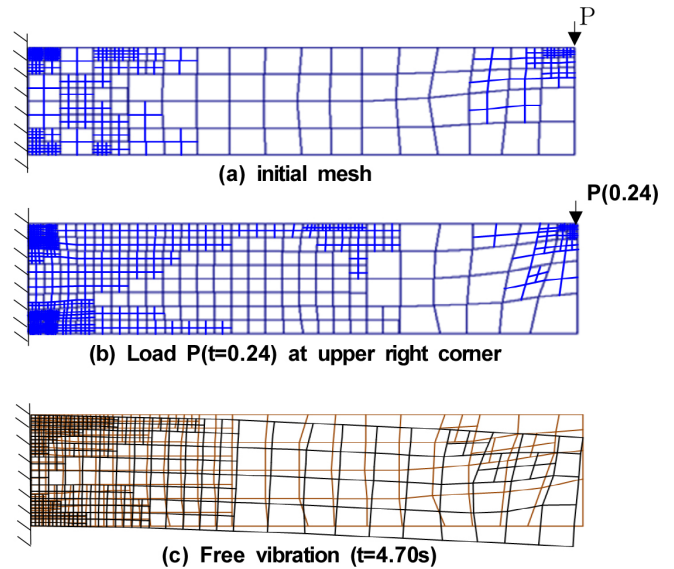 P
(a) initial mesh
P(0.24)
(b) Load P(t=0.24) at upper right corner
(c) Free vibration (t=4.70s)